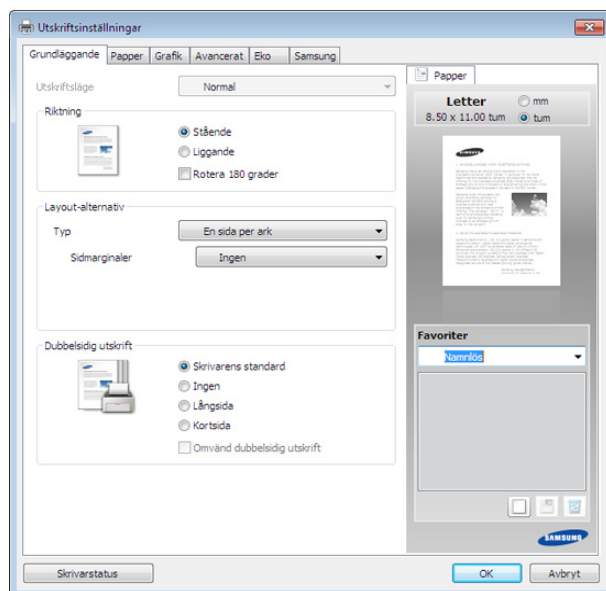 Utskriftsinställningar
Grundläggande Papper Grafik Avancerat Eko Samsung
Utskriftsläge Normal
Riktning
Stående
Liggande
Rotera 180 grader
Layout-alternativ
Typ En sida per ark
Sidmarginaler Ingen
Dubbelsidig utskrift
Skrivarens standard
Ingen
Långsida
Kortsida
Omvänd dubbelsidig utskrift
Papper
Letter mm
8.50 x 11.00 tum tum
SAMSUNG
Favoriter
Namnlös
SAMSUNG
Skrivarstatus OK Avbryt